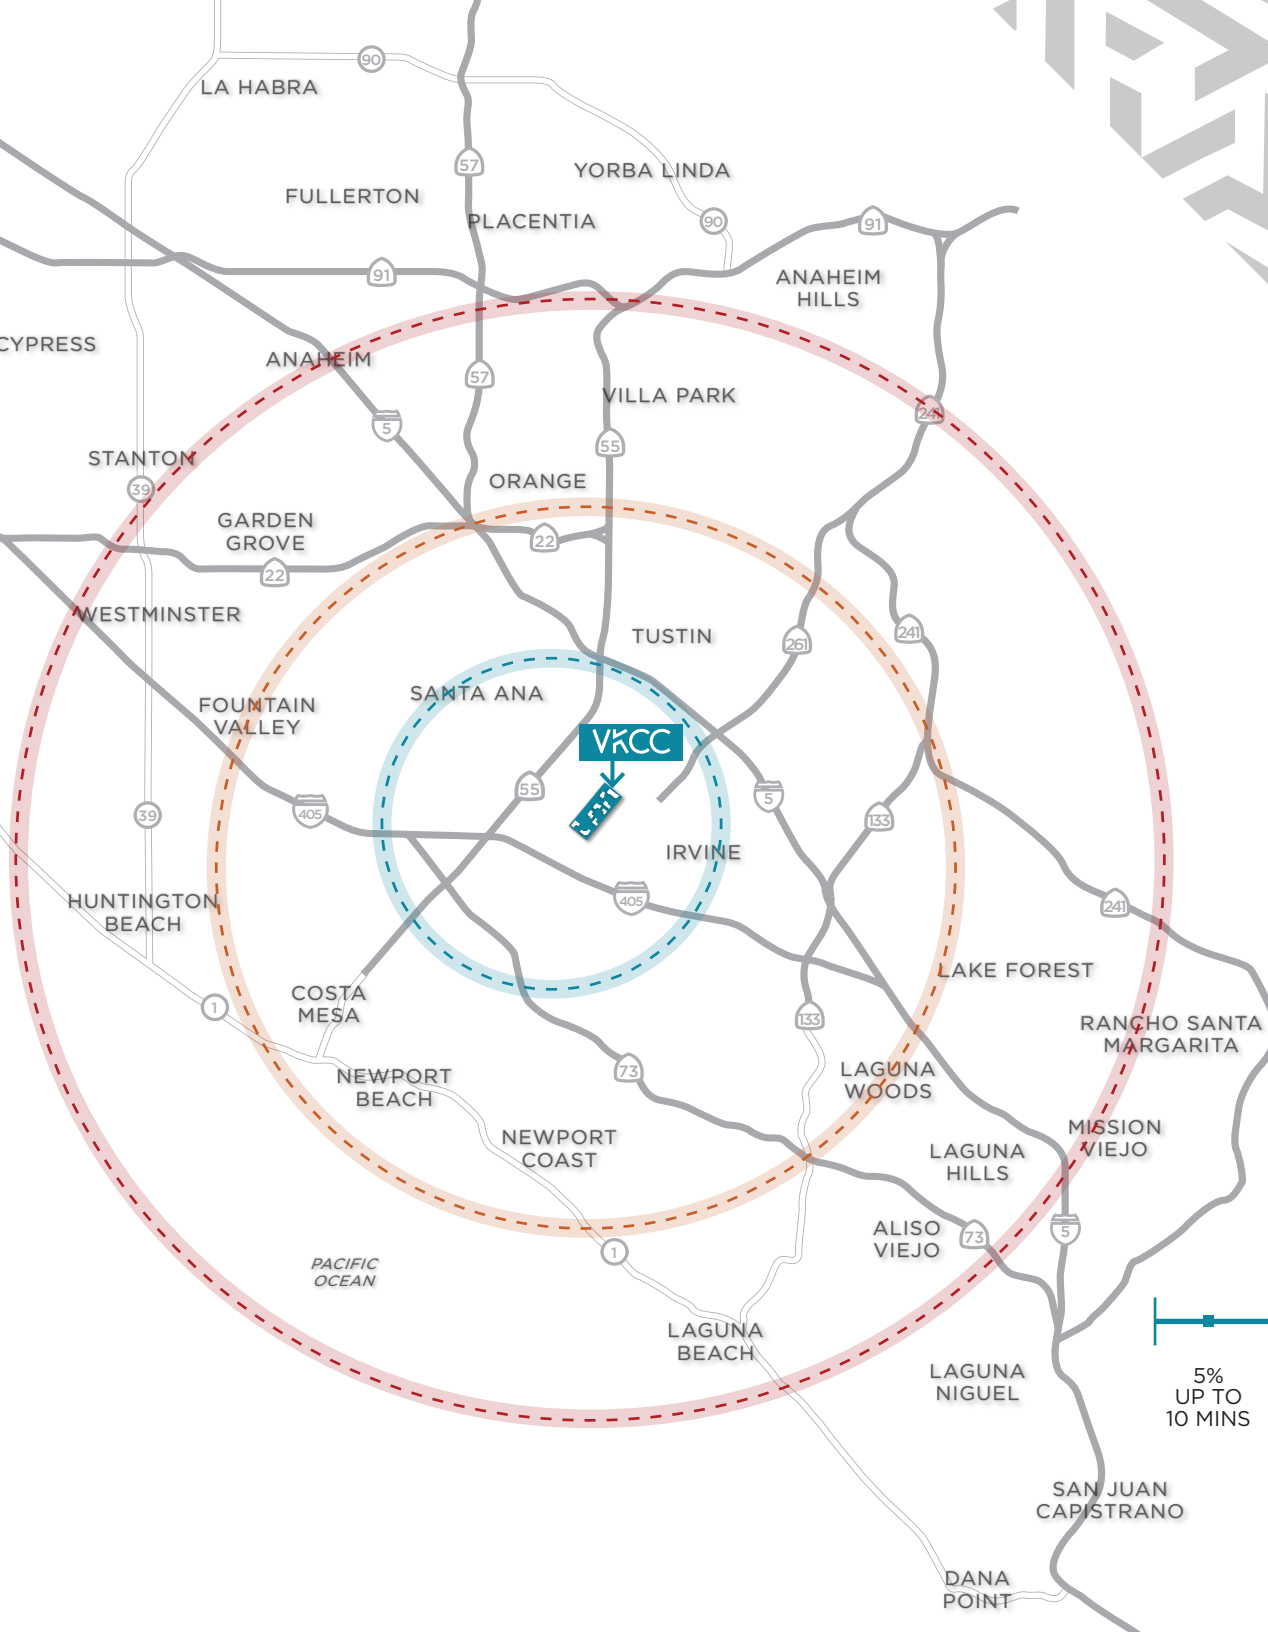 90
LA HABRA
57
YORBA LINDA
FULLERTON
PLACENTIA
90
91
91
ANAHEIM
HILLS
CYPRESS
ANAHEIM
57
VILLA PARK
241
5
55
STANTON
39
ORANGE
GARDEN
GROVE
22
22
WESTMINSTER
TUSTIN
261
241
SANTA ANA
FOUNTAIN
VALLEY
VKCC
55
5
405
39
133
IRVINE
405
241
HUNTINGTON
BEACH
LAKE FOREST
COSTA
MESA
1
133
RANCHO SANTA
MARGARITA
73
LAGUNA
WOODS
NEWPORT
BEACH
NEWPORT
COAST
MISSION
VIEJO
LAGUNA
HILLS
ALISO
VIEJO
73
5
1
PACIFIC
OCEAN
LAGUNA
BEACH
LAGUNA
NIGUEL
5%
UP TO
10 MINS
SAN JUAN
CAPISTRANO
DANA
POINT